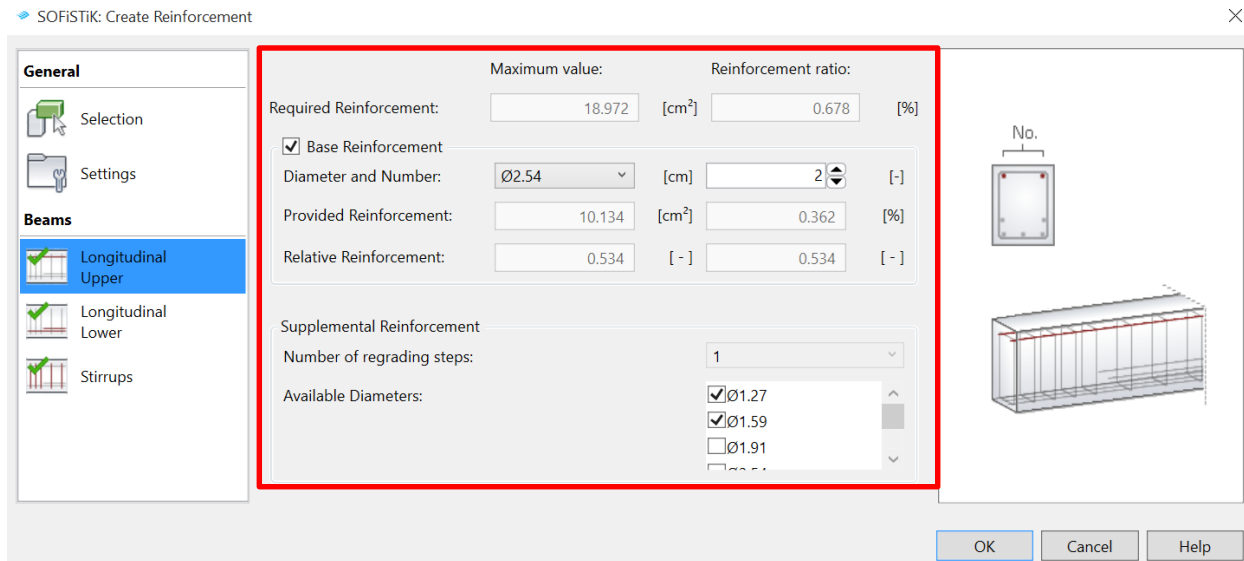 SOFiSTiK: Create Reinforcement
General
Selection
Settings
Beams
Longitudinal
Upper
Longitudinal
Lower
Stirrups
Maximum value: Reinforcement ratio:
Required Reinforcement: 18.972 [cm²] 0.678 [%]
Base Reinforcement
Diameter and Number: Ø2.54 [cm] 2 [-]
Provided Reinforcement: 10.134 [cm²] 0.362 [%]
Relative Reinforcement: 0.534 [ - ] 0.534 [ - ]
Supplemental Reinforcement
Number of regrading steps: 1
Available Diameters: Ø1.27
Ø1.59
Ø1.91
No.
OK Cancel Help